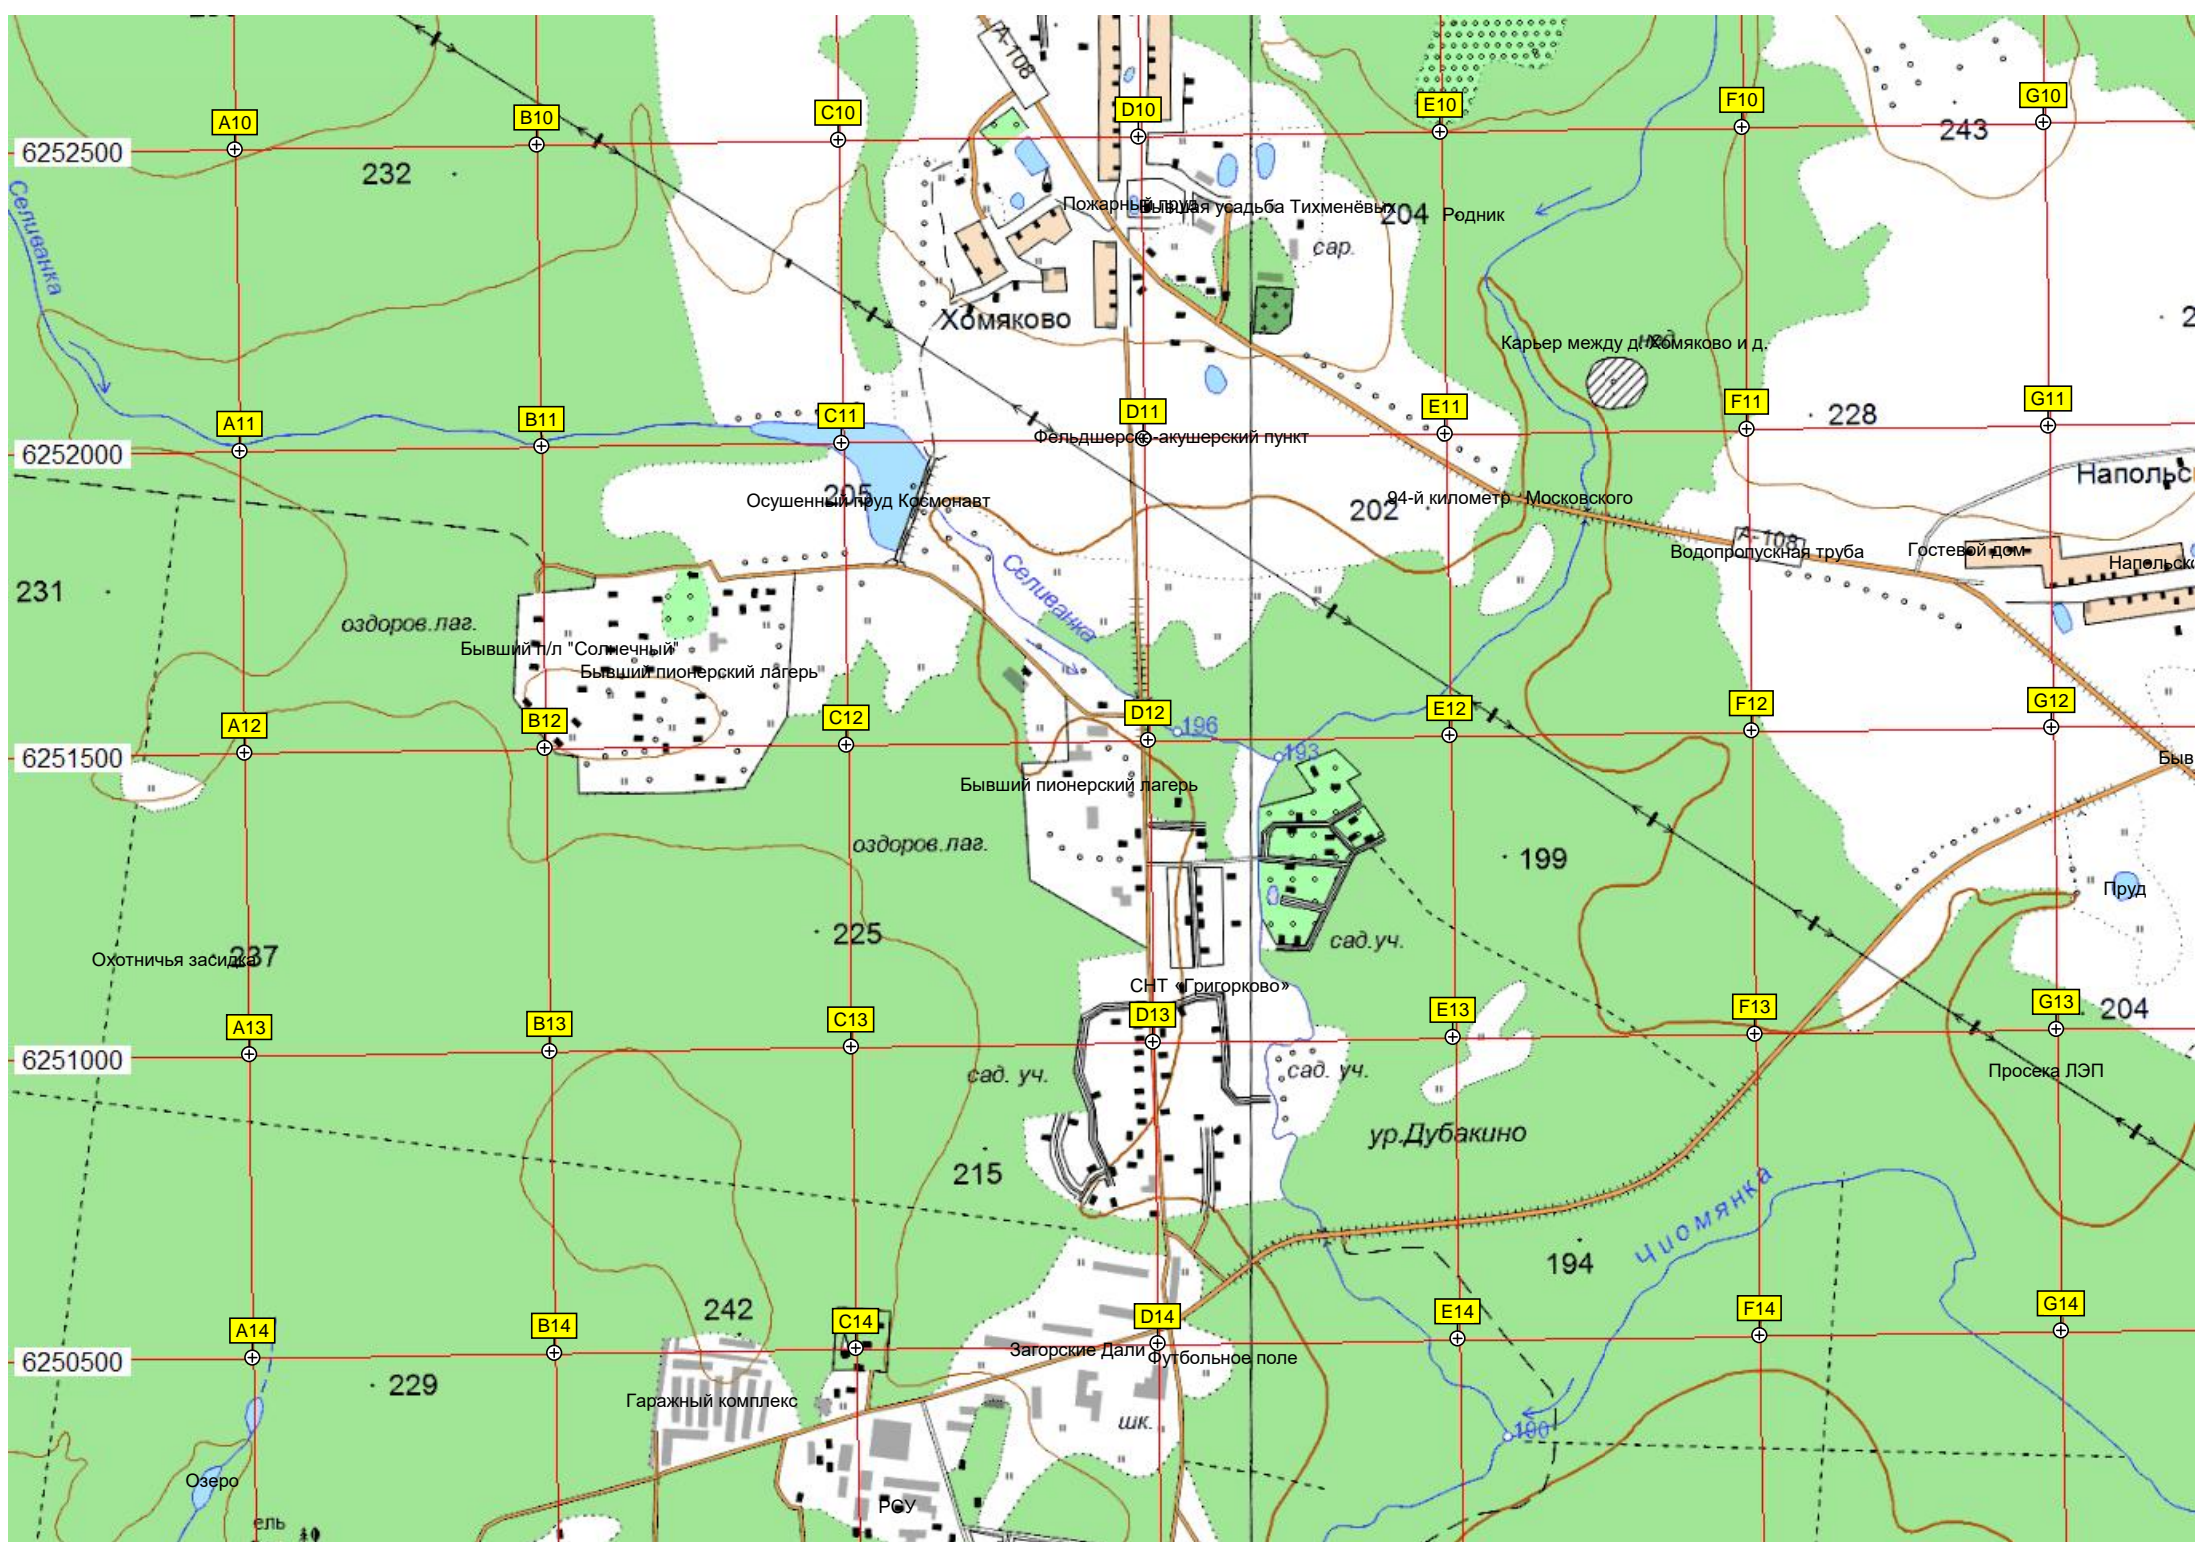 А-108
A10
B10
C10
D10
E10
F10
G10
6252500
232
243
Селиванка
Пожарный пруд
Бывшая усадьба Тихменёвых
204
Родник
сар.
Хомяково
Карьер между д. Хомяково и д.
A11
B11
C11
D11
E11
F11
G11
228
6252000
Фельдшерско-акушерский пункт
Напольс
205
Осушенный пруд Космонавт
202
94-й километр
Московского
А-108
Водопропускная труба
Гостевой дом
Напольско
231
Селиванка
оздоров.лаг.
Бывший п/л "Солнечный"
Бывший пионерский лагерь
A12
B12
C12
D12
E12
F12
G12
196
193
6251500
Быв
Бывший пионерский лагерь
оздоров.лаг.
199
Пруд
225
сад.уч.
Охотничья засидка
237
СНТ «Григорково»
A13
B13
C13
D13
E13
F13
G13
204
6251000
сад. уч.
сад. уч.
Просека ЛЭП
ур.Дубакино
215
Чиомянка
194
242
A14
B14
C14
D14
E14
F14
G14
6250500
Загорские Дали
Футбольное поле
229
Гаражный комплекс
шк.
190
Озеро
РСУ
ель